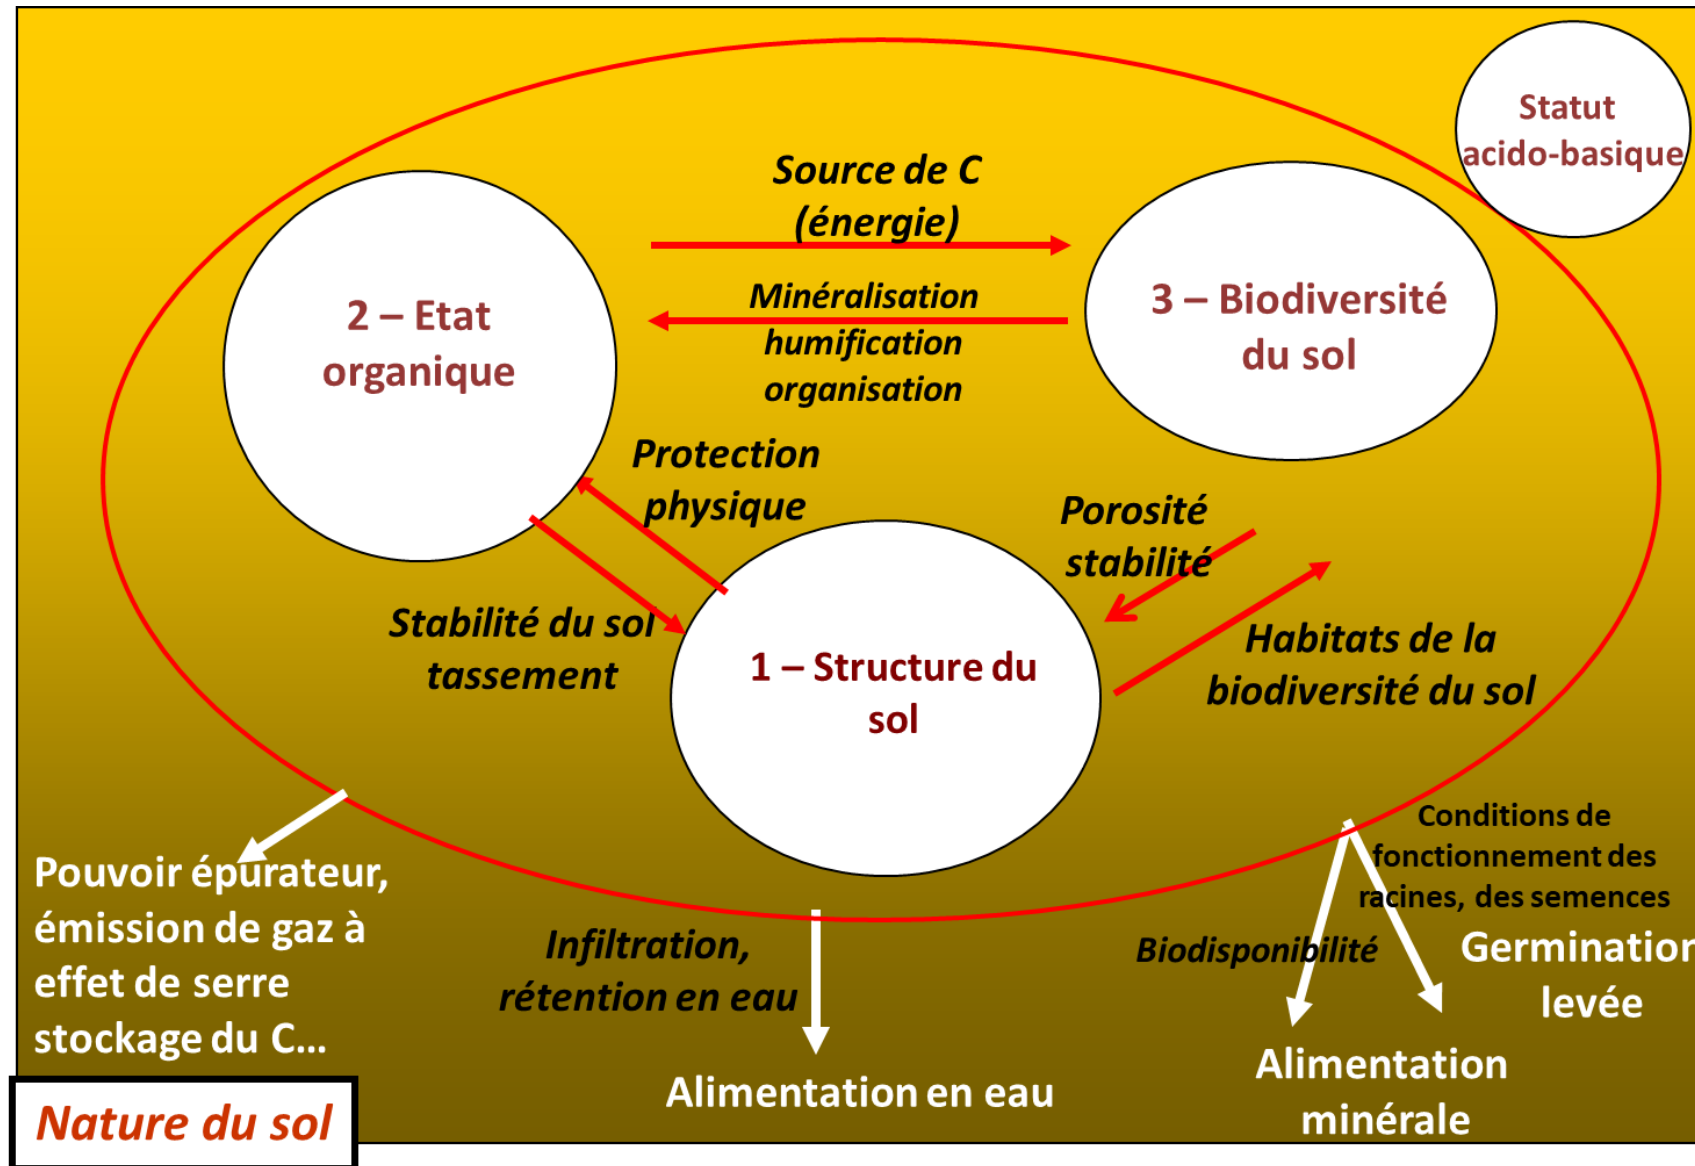 Statut
acido-basique
Source de C
(énergie)
2 – Etat
organique
Minéralisation
humification
organisation
3 – Biodiversité
du sol
Protection
physique
Porosité
stabilité
Stabilité du sol
tassement
1 – Structure du
sol
Habitats de la
biodiversité du sol
Pouvoir épurateur,
émission de gaz à
effet de serre
stockage du C...
Infiltration,
rétention en eau
Alimentation en eau
Conditions de
fonctionnement des
racines, des semences
Biodisponibilité
Germination
levée
Alimentation
minérale
Nature du sol